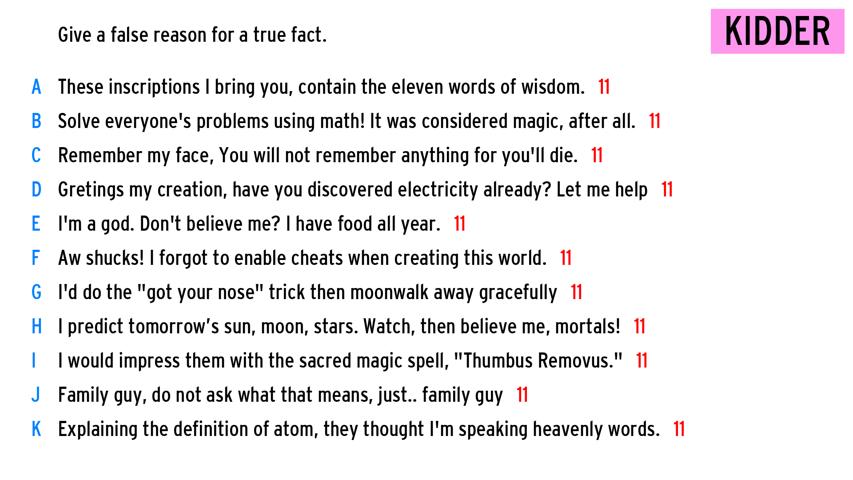 Give a false reason for a true fact.
KIDDER
A These inscriptions I bring you, contain the eleven words of wisdom. 11
B Solve everyone's problems using math! It was considered magic, after all. 11
C Remember my face, You will not remember anything for you'll die. 11
D Gretings my creation, have you discovered electricity already? Let me help 11
E I'm a god. Don't believe me? I have food all year. 11
F Aw shucks! I forgot to enable cheats when creating this world. 11
G I'd do the "got your nose" trick then moonwalk away gracefully 11
H I predict tomorrow’s sun, moon, stars. Watch, then believe me, mortals! 11
I I would impress them with the sacred magic spell, "Thumbus Removus." 11
J Family guy, do not ask what that means, just.. family guy 11
K Explaining the definition of atom, they thought I'm speaking heavenly words. 11